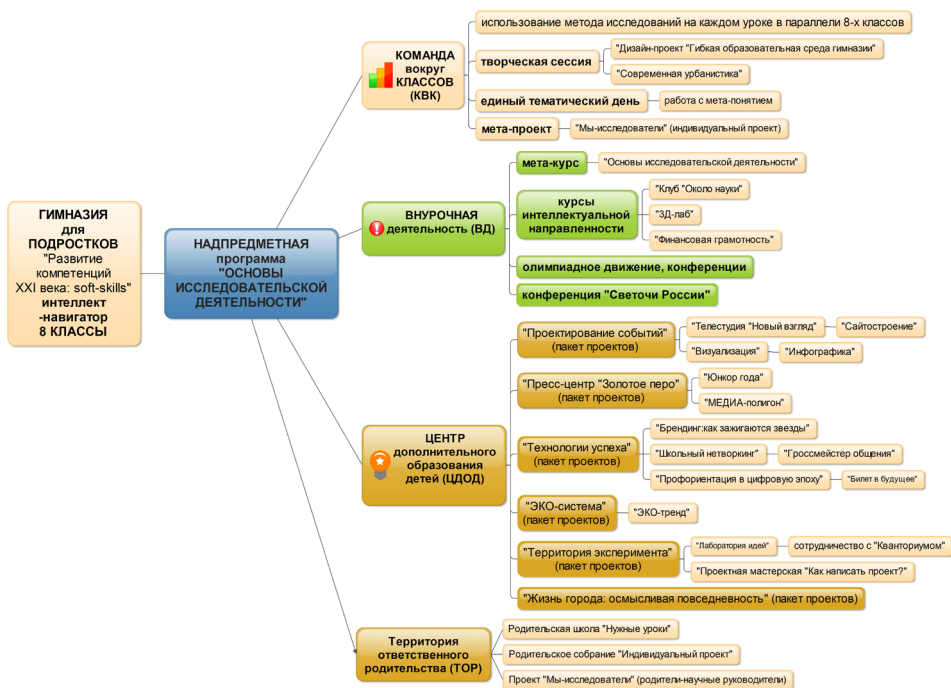 ГИМНАЗИЯ
для
ПОДРОСТКОВ
"Развитие
компетенций
XXI века: soft-skills"
интеллект
-навигатор
8 КЛАССЫ
НАДПРЕДМЕТНАЯ
программа
"ОСНОВЫ
ИССЛЕДОВАТЕЛЬСКОЙ
ДЕЯТЕЛЬНОСТИ"
КОМАНДА
вокруг
КЛАССОВ
(КВК)
использование метода исследований на каждом уроке в параллели 8-х классов
творческая сессия
"Дизайн-проект "Гибкая образовательная среда гимназии"
"Современная урбанистика"
единый тематический день
работа с мета-понятием
мета-проект
"Мы-исследователи" (индивидуальный проект)
ВНУРОЧНАЯ
деятельность (ВД)
мета-курс
"Основы исследовательской деятельности"
курсы
интеллектуальной
направленности
"Клуб "Около науки"
"3Д-лаб"
"Финансовая грамотность"
олимпиадное движение, конференции
конференция "Светочи России"
ЦЕНТР
дополнительного
образования
детей (ЦДОД)
"Проектирование событий"
(пакет проектов)
"Телестудия "Новый взгляд"
"Сайтостроение"
"Визуализация"
"Инфографика"
"Пресс-центр "Золотое перо"
(пакет проектов)
"Юнкор года"
"МЕДИА-полигон"
"Технологии успеха"
(пакет проектов)
"Брендинг:как зажигаются звезды"
"Школьный нетворкинг"
"Гроссмейстер общения"
"Профориентация в цифровую эпоху"
"Билет в будущее"
"ЭКО-система"
(пакет проектов)
"ЭКО-тренд"
"Территория эксперимента"
(пакет проектов)
"Лаборатория идей"
сотрудничество с "Кванториумом"
"Проектная мастерская "Как написать проект?"
"Жизнь города: осмысливая повседневность" (пакет проектов)
Территория
ответственного
родительства (ТОР)
Родительская школа "Нужные уроки"
Родительское собрание "Индивидуальный проект"
Проект "Мы-исследователи" (родители-научные руководители)